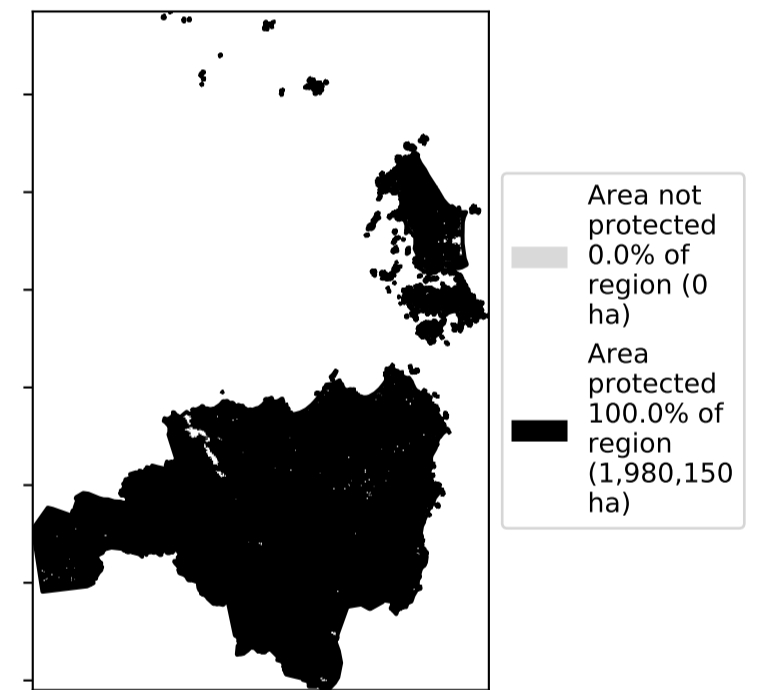 Area not
protected
0.0% of
region (0
ha)
Area
protected
100.0% of
region
(1,980,150
ha)